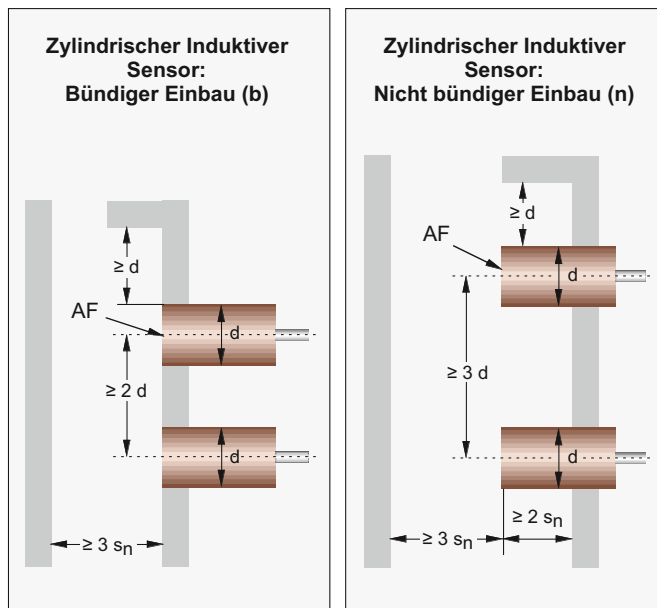 Zylindrischer Induktiver
Sensor:
Bündiger Einbau (b)
≥ d
AF
d
≥ 2 d
d
≥ 3 sn
Zylindrischer Induktiver
Sensor:
Nicht bündiger Einbau (n)
≥ d
AF
d
≥ 3 d
d
≥ 2 sn
≥ 3 sn